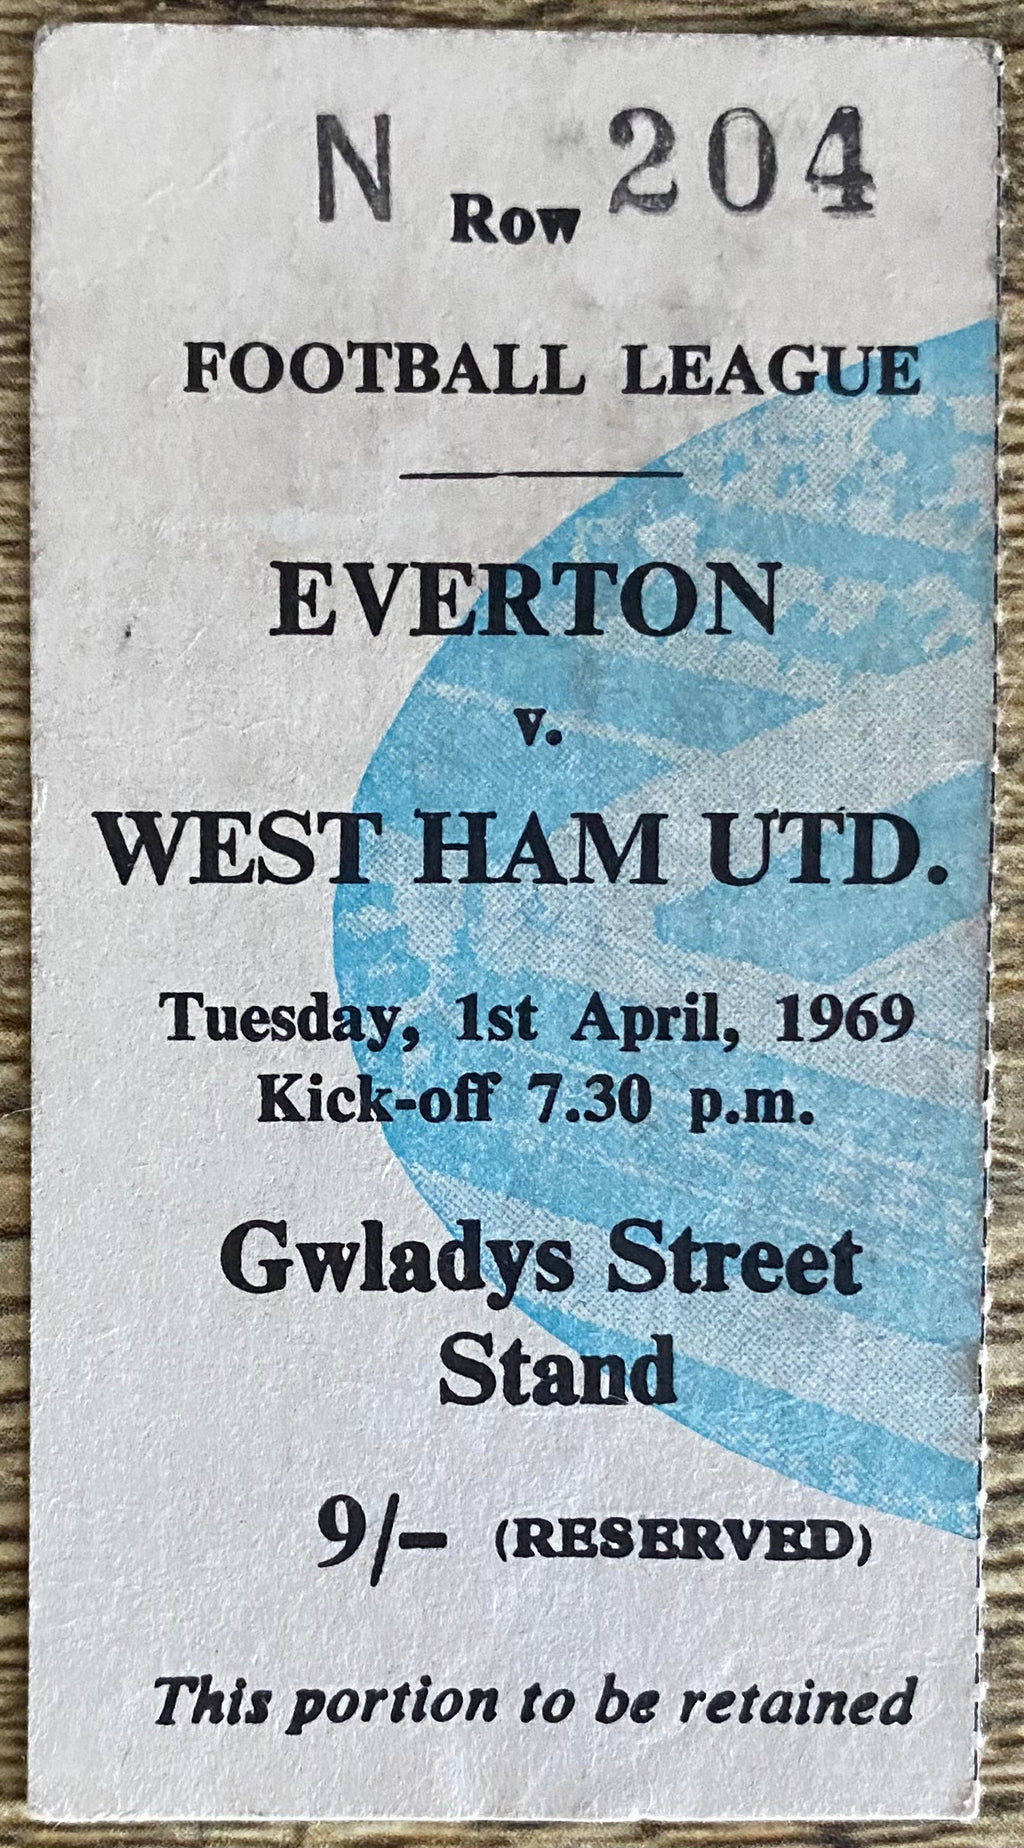 N Row 204
FOOTBALL LEAGUE
EVERTON
v.
WEST HAM UTD.
Tuesday, 1st April, 1969
Kick-off 7.30 p.m.
Gwladys Street
Stand
9/- (RESERVED)
This portion to be retained